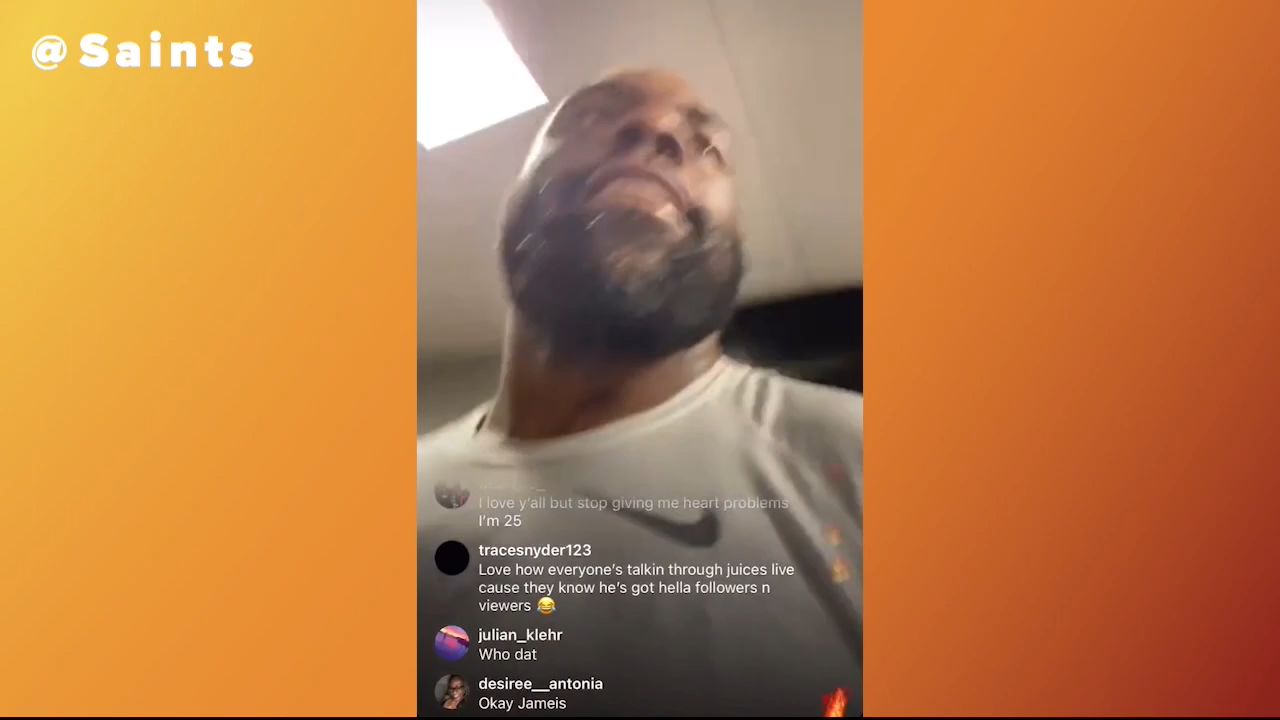 @Saints
I love y'all but stop giving me heart problems
I'm 25
tracesnyder123
Love how everyone's talkin through juices live
cause they know he's got hella followers n
viewers 😂
julian_klehr
Who dat
desiree__antonia
Okay Jameis